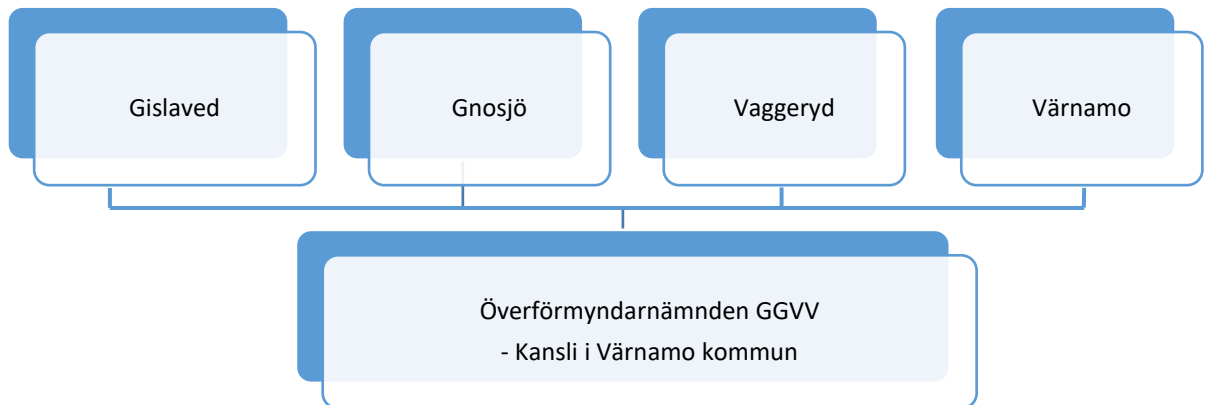 Gislaved
Gnosjö
Vaggeryd
Värnamo
Överförmyndarnämnden GGVV
- Kansli i Värnamo kommun